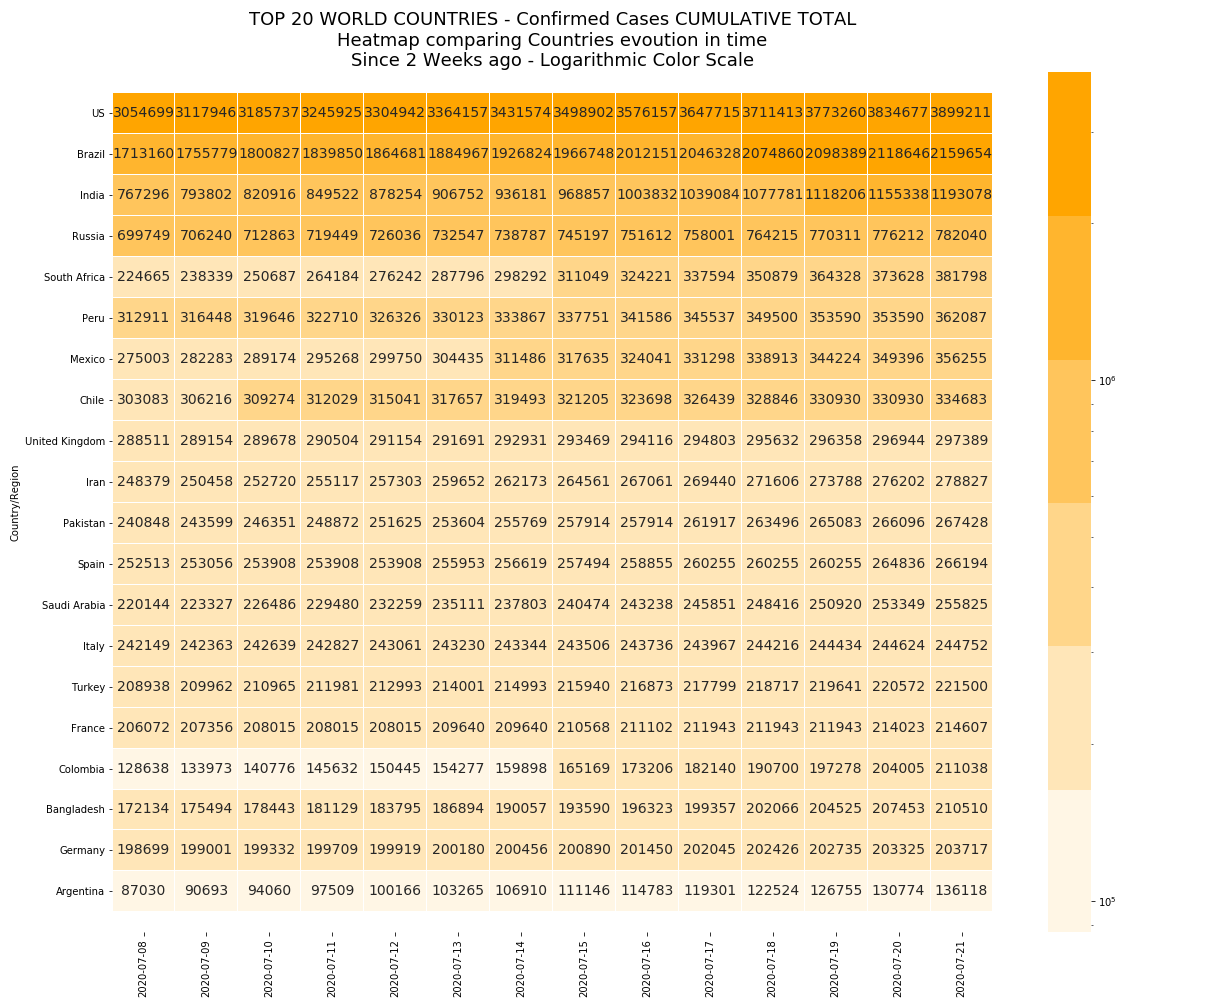 TOP 20 WORLD COUNTRIES - Confirmed Cases CUMULATIVE TOTAL
Heatmap comparing Countries evoution in time
Since 2 Weeks ago - Logarithmic Color Scale
US 3054699 3117946 3185737 3245925 3304942 3364157 3431574 3498902 3576157 3647715 3711413 3773260 3834677 3899211
Brazil 1713160 1755779 1800827 1839850 1864681 1884967 1926824 1966748 2012151 2046328 2074860 2098389 2118646 2159654
India 767296 793802 820916 849522 878254 906752 936181 968857 1003832 1039084 1077781 1118206 1155338 1193078
Russia 699749 706240 712863 719449 726036 732547 738787 745197 751612 758001 764215 770311 776212 782040
South Africa 224665 238339 250687 264184 276242 287796 298292 311049 324221 337594 350879 364328 373628 381798
Peru 312911 316448 319646 322710 326326 330123 333867 337751 341586 345537 349500 353590 353590 362087
Mexico 275003 282283 289174 295268 299750 304435 311486 317635 324041 331298 338913 344224 349396 356255
Chile 303083 306216 309274 312029 315041 317657 319493 321205 323698 326439 328846 330930 330930 334683
United Kingdom 288511 289154 289678 290504 291154 291691 292931 293469 294116 294803 295632 296358 296944 297389
Iran 248379 250458 252720 255117 257303 259652 262173 264561 267061 269440 271606 273788 276202 278827
Pakistan 240848 243599 246351 248872 251625 253604 255769 257914 257914 261917 263496 265083 266096 267428
Spain 252513 253056 253908 253908 253908 255953 256619 257494 258855 260255 260255 260255 264836 266194
Saudi Arabia 220144 223327 226486 229480 232259 235111 237803 240474 243238 245851 248416 250920 253349 255825
Italy 242149 242363 242639 242827 243061 243230 243344 243506 243736 243967 244216 244434 244624 244752
Turkey 208938 209962 210965 211981 212993 214001 214993 215940 216873 217799 218717 219641 220572 221500
France 206072 207356 208015 208015 208015 209640 209640 210568 211102 211943 211943 211943 214023 214607
Colombia 128638 133973 140776 145632 150445 154277 159898 165169 173206 182140 190700 197278 204005 211038
Bangladesh 172134 175494 178443 181129 183795 186894 190057 193590 196323 199357 202066 204525 207453 210510
Germany 198699 199001 199332 199709 199919 200180 200456 200890 201450 202045 202426 202735 203325 203717
Argentina 87030 90693 94060 97509 100166 103265 106910 111146 114783 119301 122524 126755 130774 136118
2020-07-08 2020-07-09 2020-07-10 2020-07-11 2020-07-12 2020-07-13 2020-07-14 2020-07-15 2020-07-16 2020-07-17 2020-07-18 2020-07-19 2020-07-20 2020-07-21
Country/Region
10⁶
10⁵